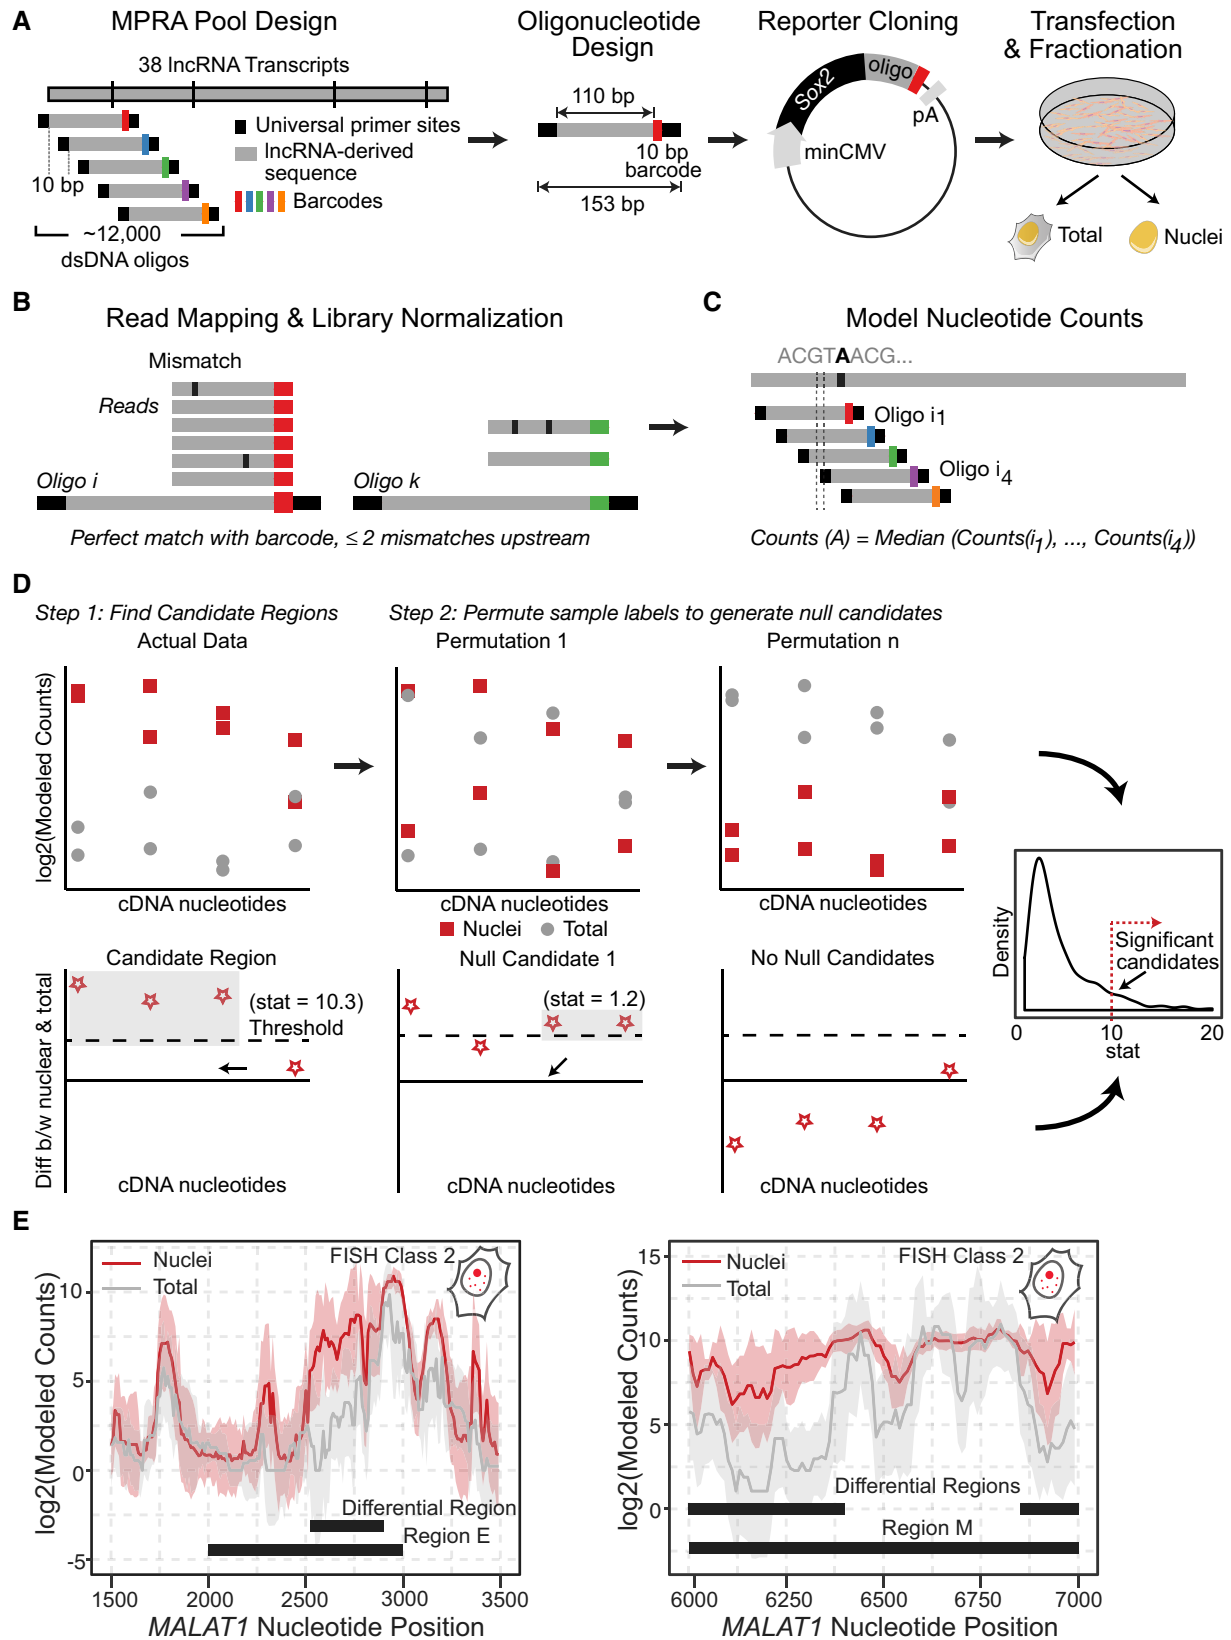 A
MPRA Pool Design
38 lncRNA Transcripts
Universal primer sites
lncRNA-derived
sequence
Barcodes
10 bp
~12,000
dsDNA oligos
Oligonucleotide
Design
110 bp
10 bp
barcode
153 bp
Reporter Cloning
Sox2
oligo
pA
minCMV
Transfection
& Fractionation
Total
Nuclei
B
Read Mapping & Library Normalization
Mismatch
Reads
Oligo i
Oligo k
Perfect match with barcode, ≤ 2 mismatches upstream
C
Model Nucleotide Counts
ACGTAACG...
Oligo i1
Oligo i4
Counts (A) = Median (Counts(i1), ..., Counts(i4))
D
Step 1: Find Candidate Regions
Step 2: Permute sample labels to generate null candidates
Actual Data
Permutation 1
Permutation n
log2(Modeled Counts)
cDNA nucleotides
cDNA nucleotides
cDNA nucleotides
Nuclei
Total
Candidate Region
Null Candidate 1
No Null Candidates
(stat = 10.3)
Threshold
(stat = 1.2)
Diff b/w nuclear & total
cDNA nucleotides
cDNA nucleotides
cDNA nucleotides
Density
Significant
candidates
0
10
20
stat
E
Nuclei
Total
FISH Class 2
log2(Modeled Counts)
10
5
0
-5
Differential Region
Region E
1500
2000
2500
3000
3500
MALAT1 Nucleotide Position
Nuclei
Total
FISH Class 2
log2(Modeled Counts)
15
10
5
0
Differential Regions
Region M
6000
6250
6500
6750
7000
MALAT1 Nucleotide Position